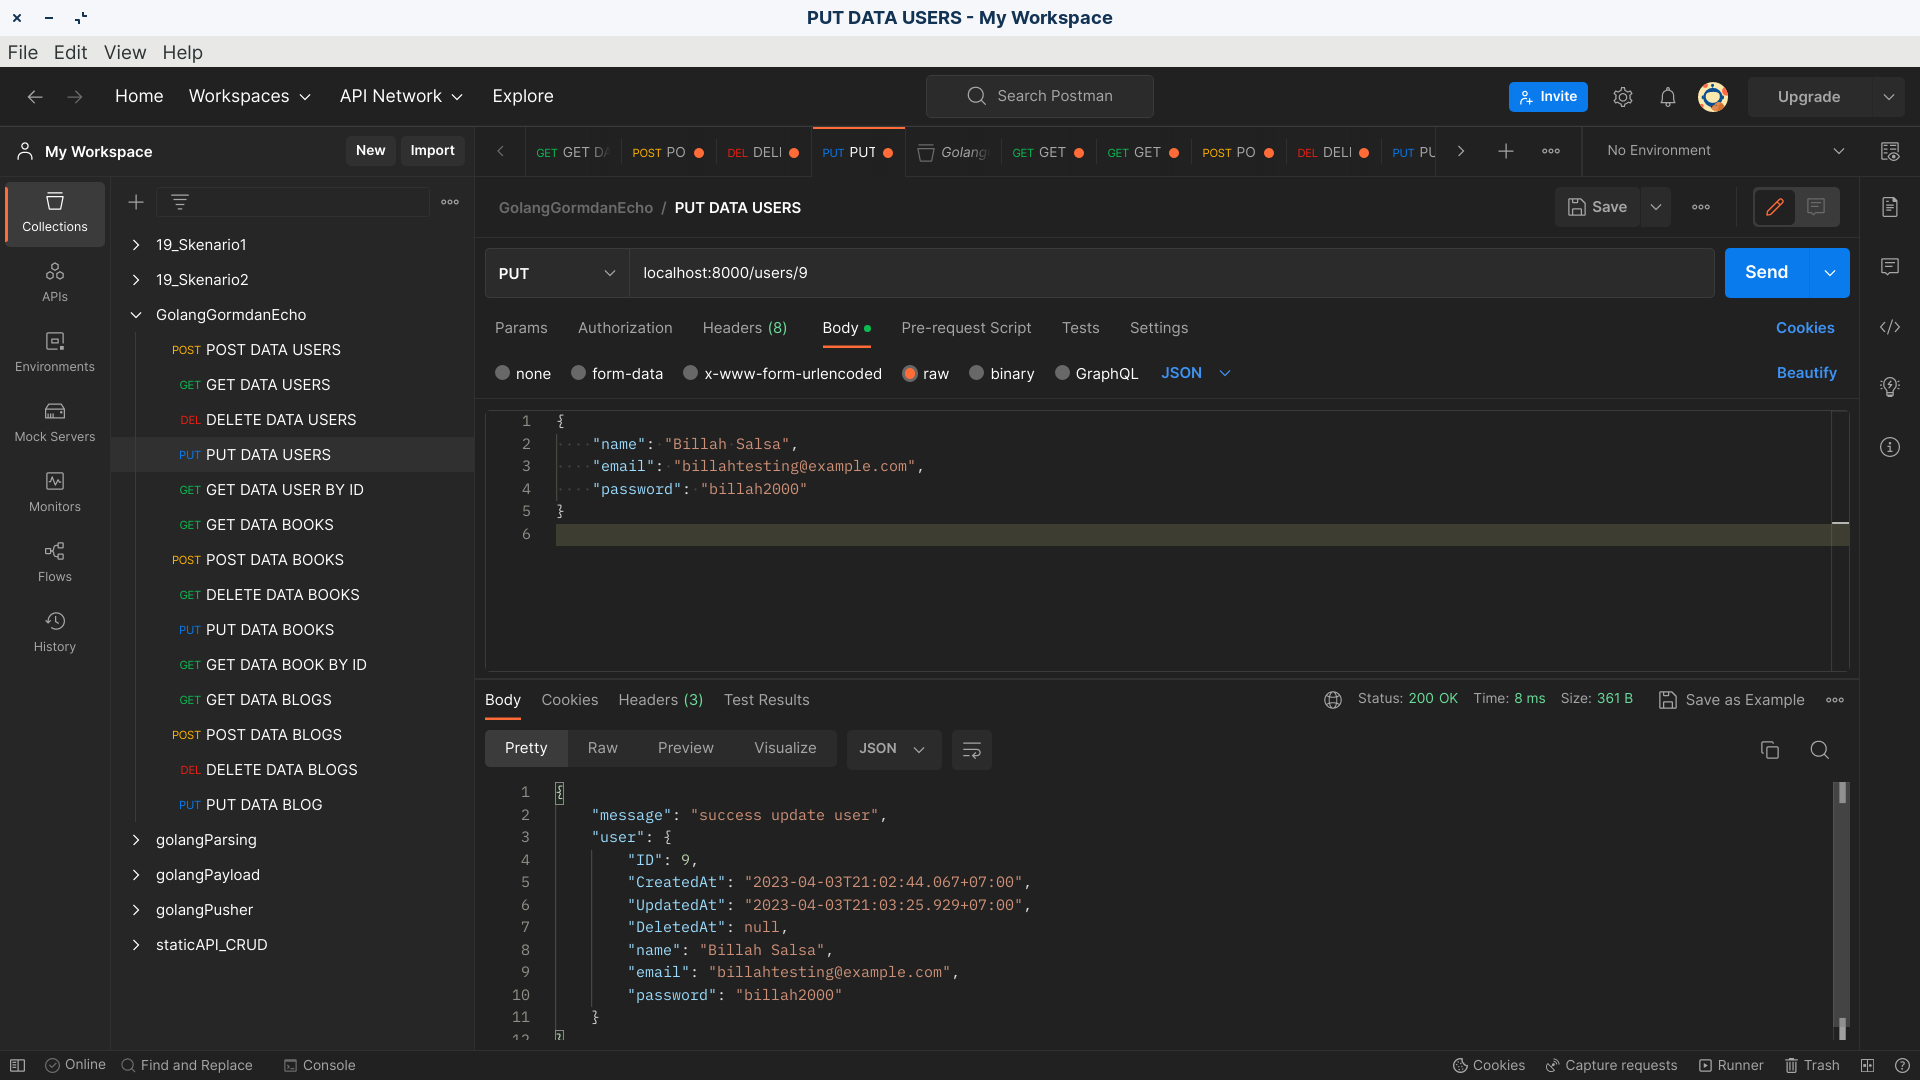 PUT DATA USERS - My Workspace
File Edit View Help
Home Workspaces API Network Explore
Search Postman
Invite
Upgrade
My Workspace
New Import
GET GET DA POST PO DEL DELI PUT PUT Golang GET GET GET GET POST PO DEL DELI PUT PU
No Environment
Collections
APIs
Environments
Mock Servers
Monitors
Flows
History
19_Skenario1
19_Skenario2
GolangGormdanEcho
POST POST DATA USERS
GET GET DATA USERS
DEL DELETE DATA USERS
PUT PUT DATA USERS
GET GET DATA USER BY ID
GET GET DATA BOOKS
POST POST DATA BOOKS
GET DELETE DATA BOOKS
PUT PUT DATA BOOKS
GET GET DATA BOOK BY ID
GET GET DATA BLOGS
POST POST DATA BLOGS
DEL DELETE DATA BLOGS
PUT PUT DATA BLOG
golangParsing
golangPayload
golangPusher
staticAPI_CRUD
GolangGormdanEcho / PUT DATA USERS
Save
PUT localhost:8000/users/9
Send
Params Authorization Headers (8) Body Pre-request Script Tests Settings Cookies
none form-data x-www-form-urlencoded raw binary GraphQL JSON Beautify
1 {
2 "name": "Billah Salsa",
3 "email": "billahtesting@example.com",
4 "password": "billah2000"
5 }
6
Body Cookies Headers (3) Test Results
Status: 200 OK Time: 8 ms Size: 361 B Save as Example
Pretty Raw Preview Visualize JSON
1 {
2 "message": "success update user",
3 "user": {
4 "ID": 9,
5 "CreatedAt": "2023-04-03T21:02:44.067+07:00",
6 "UpdatedAt": "2023-04-03T21:03:25.929+07:00",
7 "DeletedAt": null,
8 "name": "Billah Salsa",
9 "email": "billahtesting@example.com",
10 "password": "billah2000"
11 }
12 }
Online Find and Replace Console
Cookies Capture requests Runner Trash